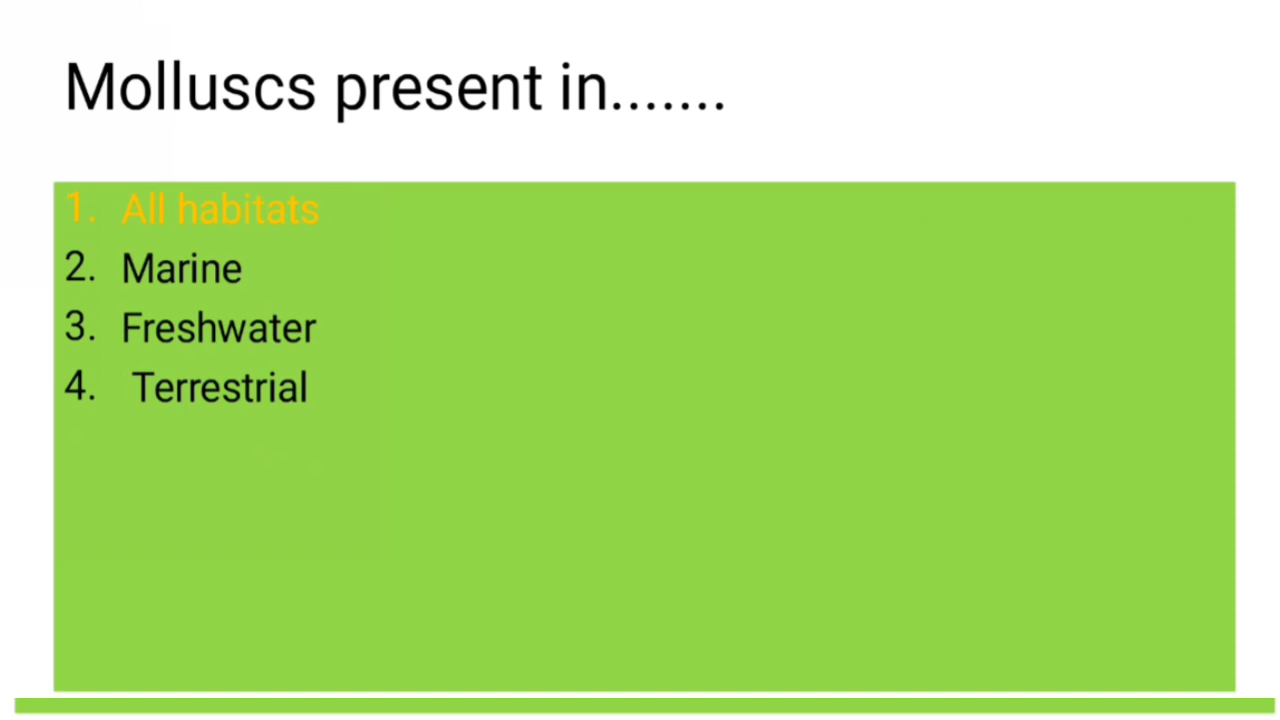 Molluscs present in.......
1. All habitats
2. Marine
3. Freshwater
4. Terrestrial